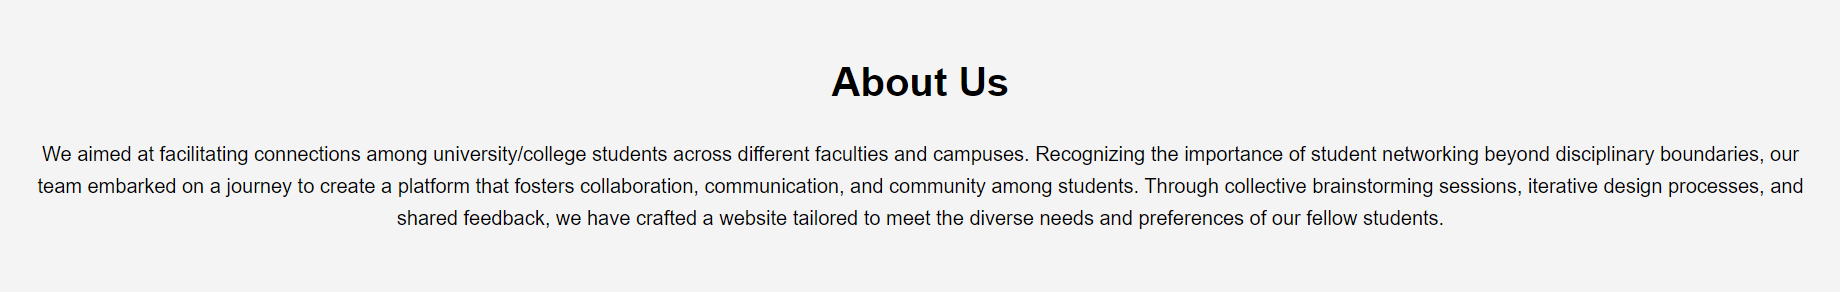 About Us
We aimed at facilitating connections among university/college students across different faculties and campuses. Recognizing the importance of student networking beyond disciplinary boundaries, our
team embarked on a journey to create a platform that fosters collaboration, communication, and community among students. Through collective brainstorming sessions, iterative design processes, and
shared feedback, we have crafted a website tailored to meet the diverse needs and preferences of our fellow students.